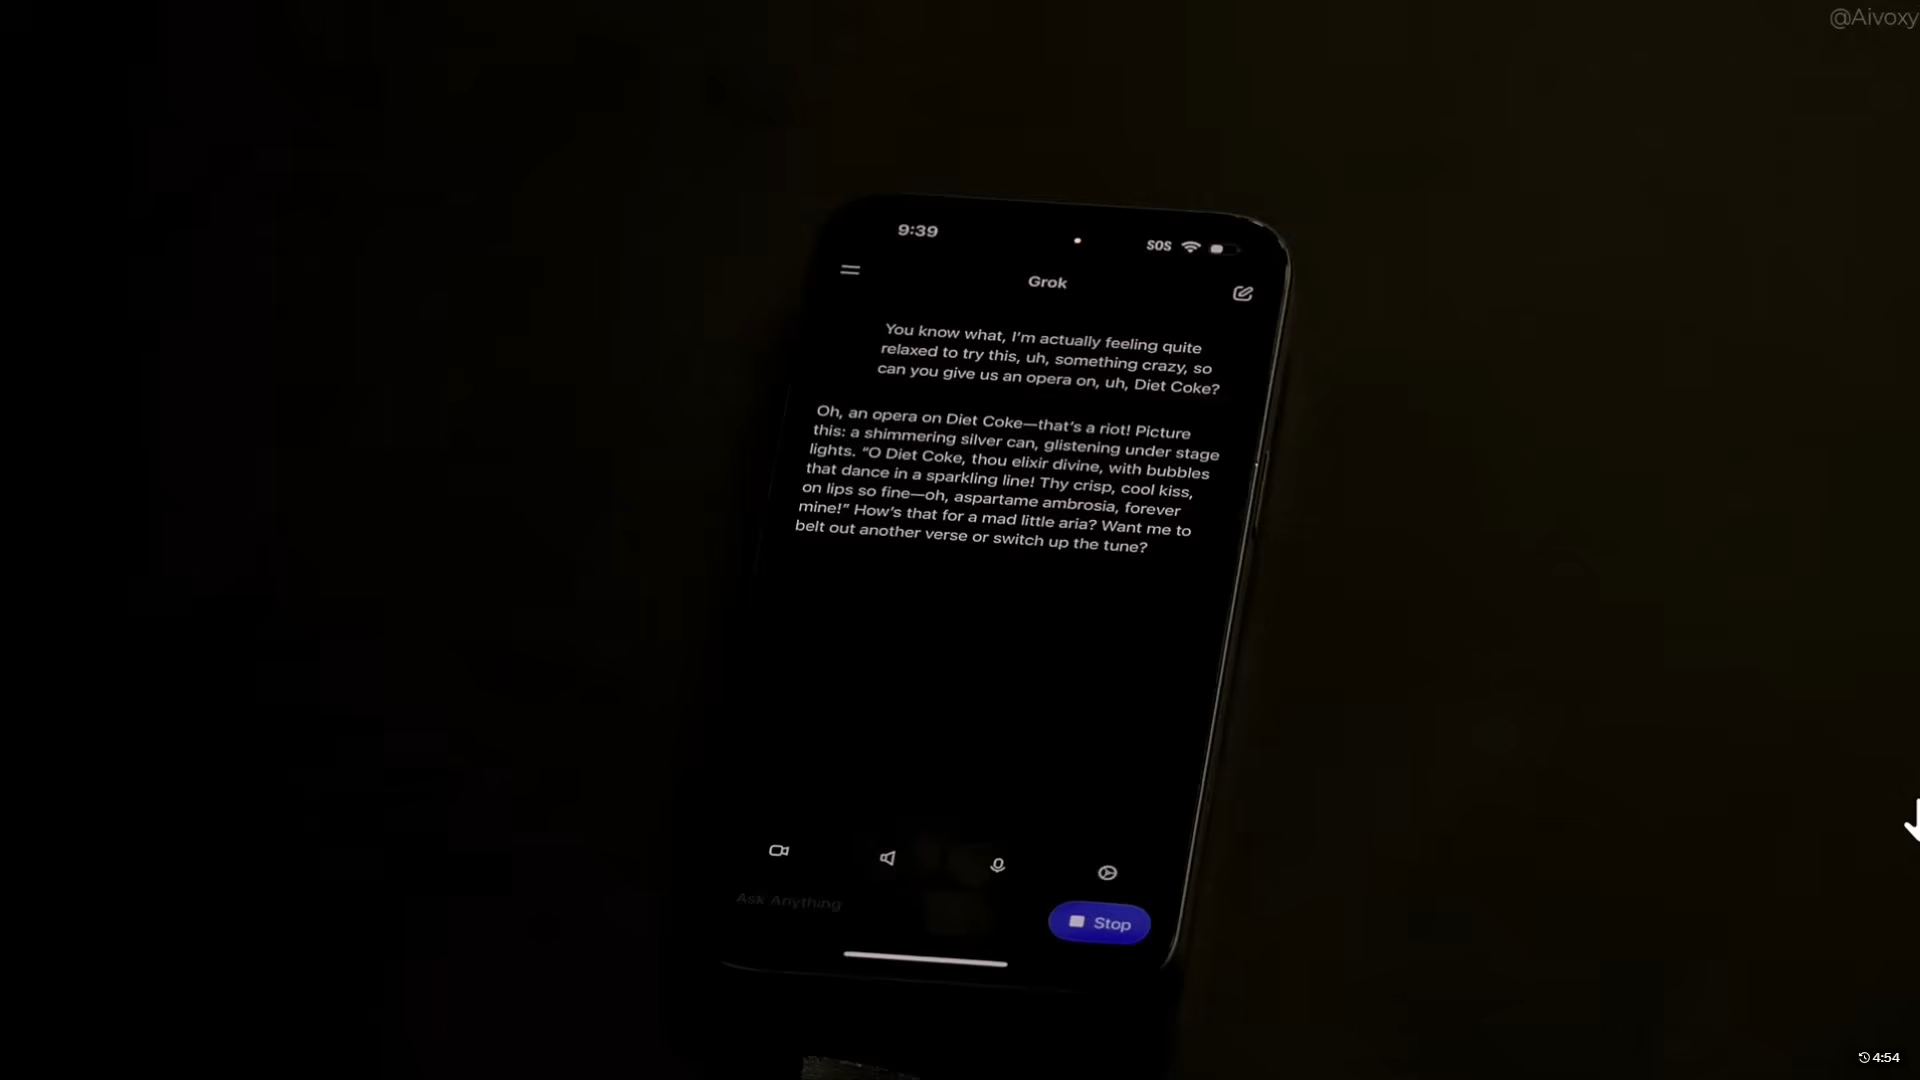 @Aivoxy
9:39
SOS
Grok
You know what, I'm actually feeling quite
relaxed to try this, uh, something crazy, so
can you give us an opera on, uh, Diet Coke?
Oh, an opera on Diet Coke—that's a riot! Picture
this: a shimmering silver can, glistening under stage
lights. "O Diet Coke, thou elixir divine, with bubbles
that dance in a sparkling line! Thy crisp, cool kiss,
on lips so fine—oh, aspartame ambrosia, forever
mine!" How's that for a mad little aria? Want me to
belt out another verse or switch up the tune?
Ask Anything
Stop
4:54